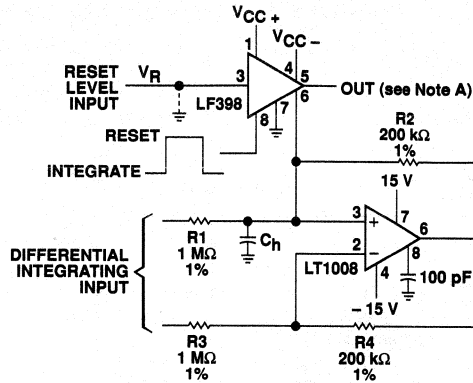 VCC +
VCC –
1
4
5
RESET
LEVEL
INPUT
VR
3
6
OUT (see Note A)
LF398
7
8
RESET
INTEGRATE
R2
200 kΩ
1%
15 V
3
+
7
6
DIFFERENTIAL
INTEGRATING
INPUT
R1
1 MΩ
1%
Ch
2
–
LT1008
8
4
100 pF
– 15 V
R3
1 MΩ
1%
R4
200 kΩ
1%